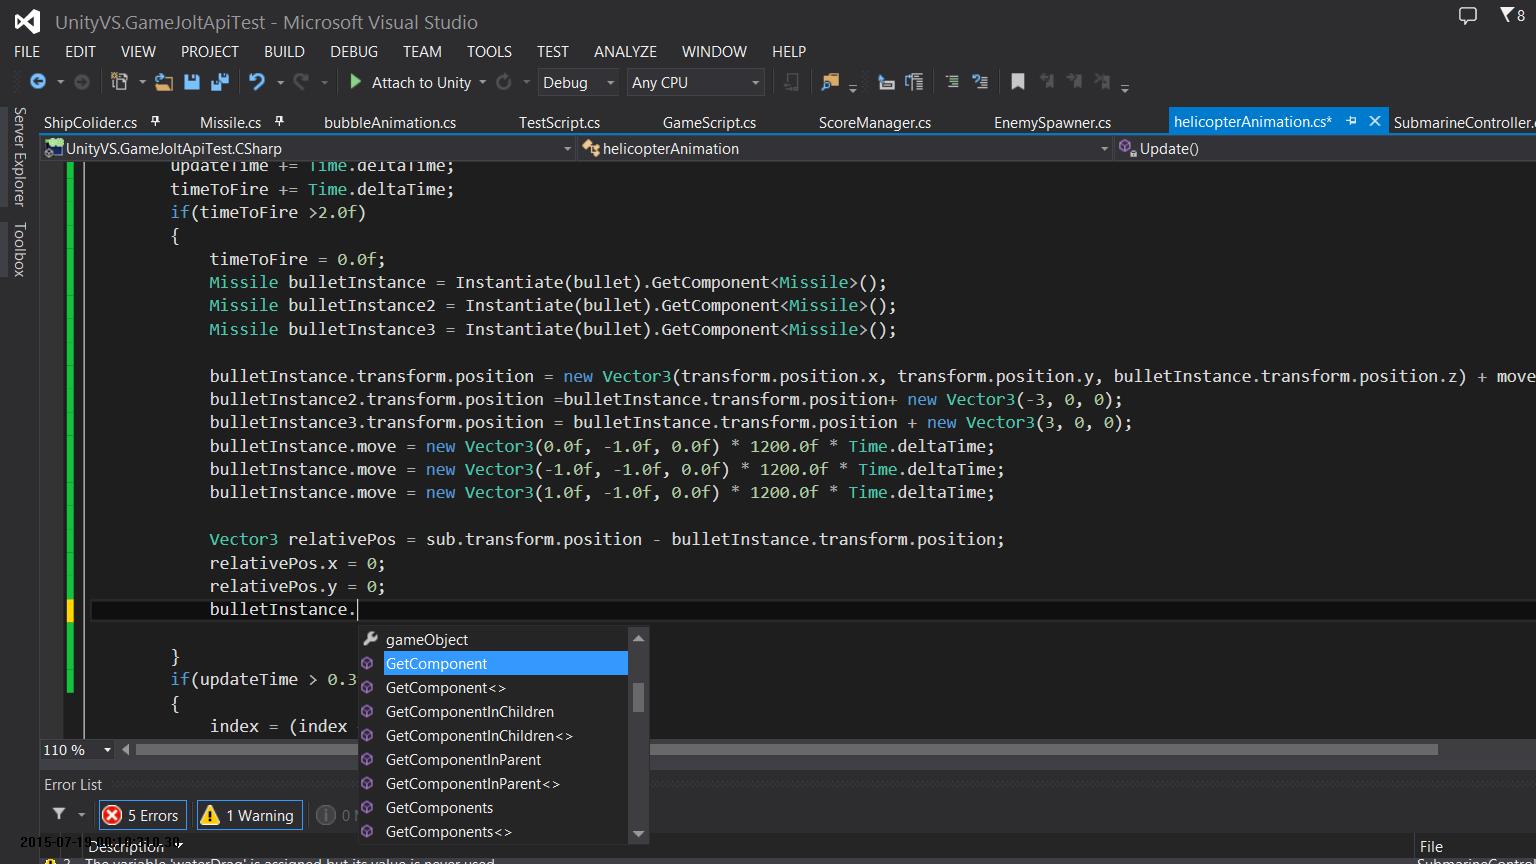 UnityVS.GameJoltApiTest - Microsoft Visual Studio
8
FILE EDIT VIEW PROJECT BUILD DEBUG TEAM TOOLS TEST ANALYZE WINDOW HELP
Attach to Unity Debug Any CPU
Server Explorer
Toolbox
ShipColider.cs Missile.cs bubbleAnimation.cs TestScript.cs GameScript.cs ScoreManager.cs EnemySpawner.cs helicopterAnimation.cs* SubmarineController.c
UnityVS.GameJoltApiTest.CSharp helicopterAnimation Update()
updateTime += Time.deltaTime;
timeToFire += Time.deltaTime;
if(timeToFire >2.0f)
{
timeToFire = 0.0f;
Missile bulletInstance = Instantiate(bullet).GetComponent<Missile>();
Missile bulletInstance2 = Instantiate(bullet).GetComponent<Missile>();
Missile bulletInstance3 = Instantiate(bullet).GetComponent<Missile>();
bulletInstance.transform.position = new Vector3(transform.position.x, transform.position.y, bulletInstance.transform.position.z) + move
bulletInstance2.transform.position =bulletInstance.transform.position+ new Vector3(-3, 0, 0);
bulletInstance3.transform.position = bulletInstance.transform.position + new Vector3(3, 0, 0);
bulletInstance.move = new Vector3(0.0f, -1.0f, 0.0f) * 1200.0f * Time.deltaTime;
bulletInstance.move = new Vector3(-1.0f, -1.0f, 0.0f) * 1200.0f * Time.deltaTime;
bulletInstance.move = new Vector3(1.0f, -1.0f, 0.0f) * 1200.0f * Time.deltaTime;
Vector3 relativePos = sub.transform.position - bulletInstance.transform.position;
relativePos.x = 0;
relativePos.y = 0;
bulletInstance.
gameObject
}
GetComponent
if(updateTime > 0.3
GetComponent<>
{
GetComponentInChildren
index = (index
GetComponentInChildren<>
110 %
GetComponentInParent
Error List
GetComponentInParent<>
GetComponents
5 Errors 1 Warning 0
GetComponents<>
Description File
2 The variable 'waterDrag' is assigned but its value is never used